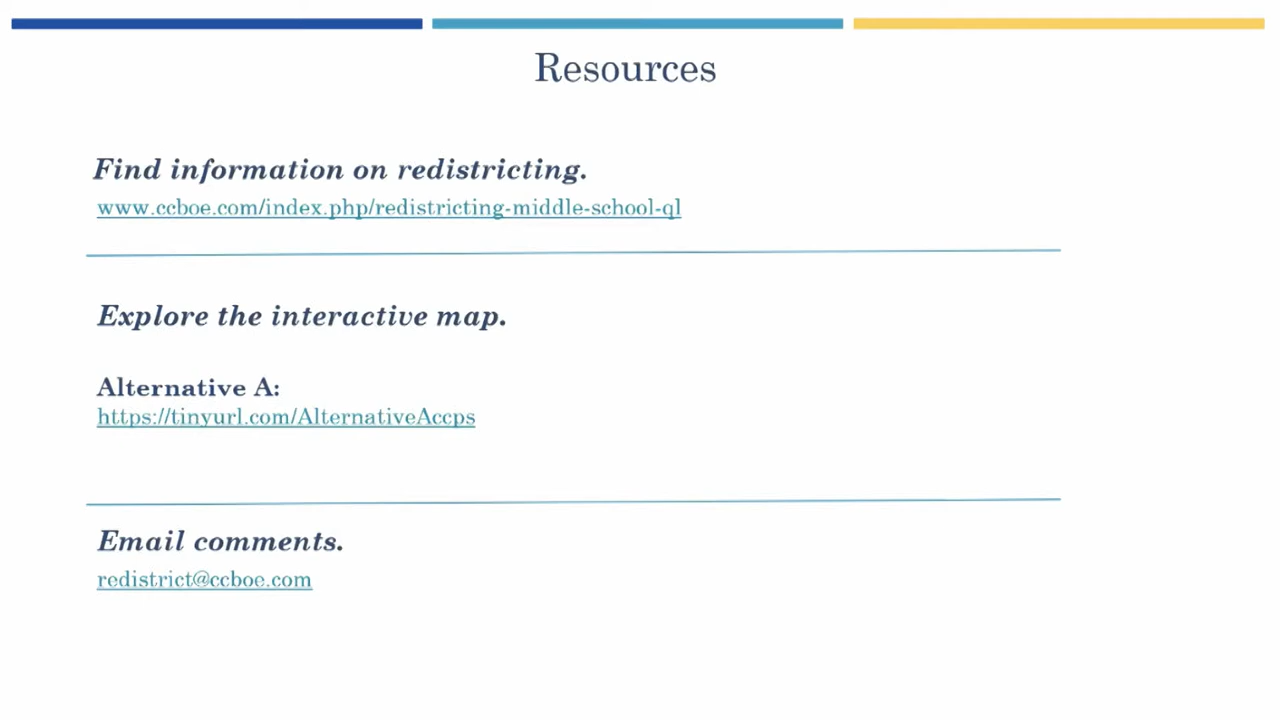 Resources
Find information on redistricting.
www.ccboe.com/index.php/redistricting-middle-school-ql
Explore the interactive map.
Alternative A:
https://tinyurl.com/AlternativeAccps
Email comments.
redistrict@ccboe.com